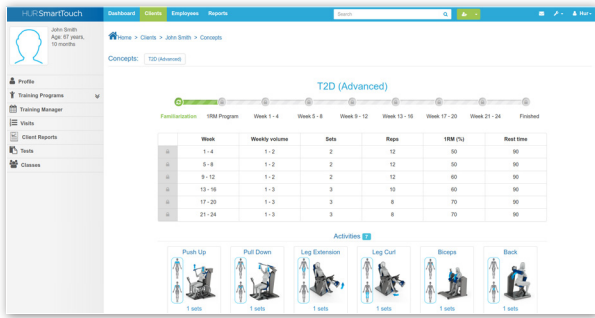 HUR SmartTouch Dashboard Clients Employees Reports Search Hur
John Smith
Age: 67 years,
10 months
Home > Clients > John Smith > Concepts
Concepts: T2D (Advanced)
Profile
Training Programs
Training Manager
Visits
Client Reports
Tests
Classes
T2D (Advanced)
Familiarization 1RM Program Week 1 - 4 Week 5 - 8 Week 9 - 12 Week 13 - 16 Week 17 - 20 Week 21 - 24 Finished
Week Weekly volume Sets Reps 1RM (%) Rest time
1 - 4 1 - 2 2 12 50 90
5 - 8 1 - 2 2 12 50 90
9 - 12 1 - 2 2 12 60 90
13 - 16 1 - 3 3 10 60 90
17 - 20 1 - 3 3 8 70 90
21 - 24 1 - 3 3 8 70 90
Activities 7
Push Up Pull Down Leg Extension Leg Curl Biceps Back
1 sets 1 sets 1 sets 1 sets 1 sets 1 sets